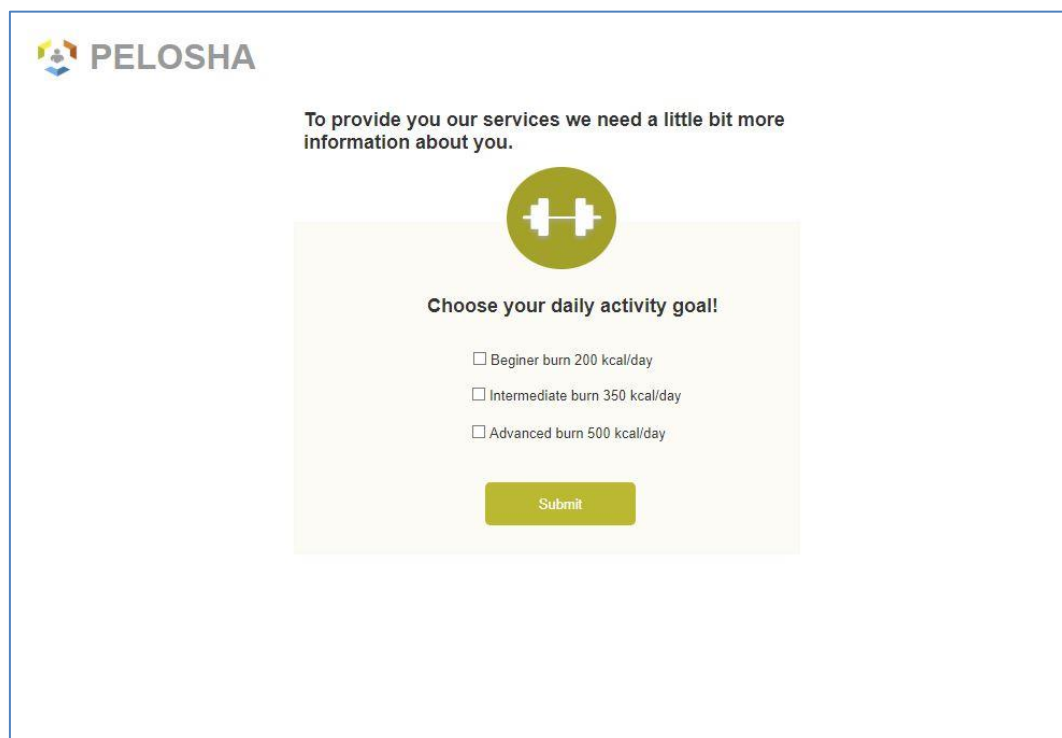 PELOSHA
To provide you our services we need a little bit more
information about you.
Choose your daily activity goal!
Beginer burn 200 kcal/day
Intermediate burn 350 kcal/day
Advanced burn 500 kcal/day
Submit